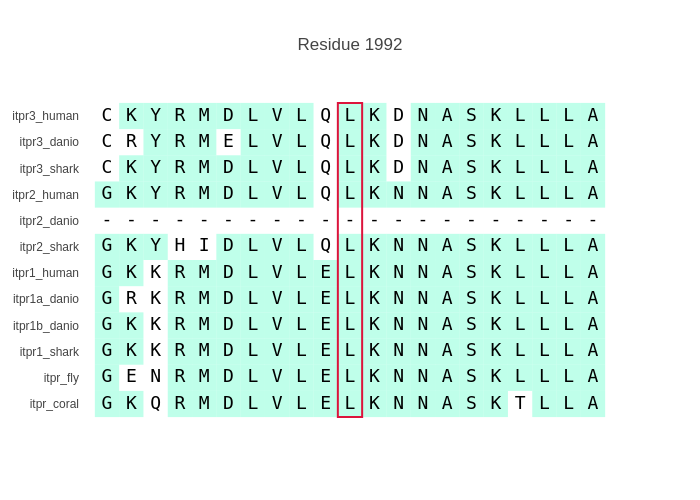 Residue 1992
itpr3_human C K Y R M D L V L Q L K D N A S K L L L A
itpr3_danio C R Y R M E L V L Q L K D N A S K L L L A
itpr3_shark C K Y R M D L V L Q L K D N A S K L L L A
itpr2_human G K Y R M D L V L Q L K N N A S K L L L A
itpr2_danio - - - - - - - - - - - - - - - - - - - - -
itpr2_shark G K Y H I D L V L Q L K N N A S K L L L A
itpr1_human G K K R M D L V L E L K N N A S K L L L A
itpr1a_danio G R K R M D L V L E L K N N A S K L L L A
itpr1b_danio G K K R M D L V L E L K N N A S K L L L A
itpr1_shark G K K R M D L V L E L K N N A S K L L L A
itpr_fly G E N R M D L V L E L K N N A S K L L L A
itpr_coral G K Q R M D L V L E L K N N A S K T L L A